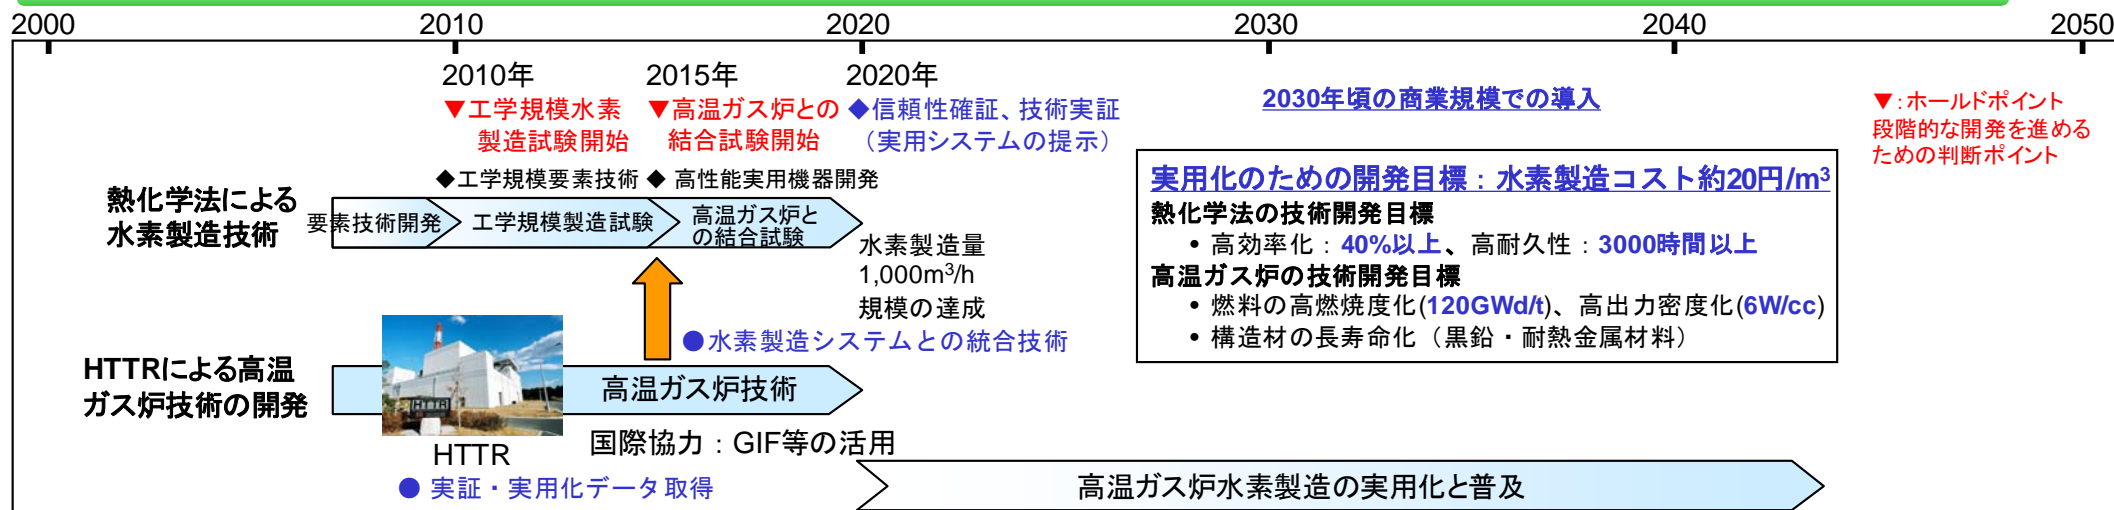 2000 2010 2020 2030 2040 2050
2010年 2015年 2020年
▼工学規模水素
製造試験開始
▼高温ガス炉との
結合試験開始
◆信頼性確証、技術実証
（実用システムの提示）
2030年頃の商業規模での導入
▼:ホールドポイント
段階的な開発を進める
ための判断ポイント
◆工学規模要素技術 ◆ 高性能実用機器開発
熱化学法による
水素製造技術
要素技術開発
工学規模製造試験
高温ガス炉と
の結合試験
水素製造量
1,000m³/h
規模の達成
実用化のための開発目標：水素製造コスト約20円/m³
熱化学法の技術開発目標
• 高効率化：40%以上、高耐久性：3000時間以上
高温ガス炉の技術開発目標
• 燃料の高燃焼度化(120GWd/t)、高出力密度化(6W/cc)
• 構造材の長寿命化（黒鉛・耐熱金属材料）
●水素製造システムとの統合技術
HTTRによる高温
ガス炉技術の開発
HTTR
高温ガス炉技術
HTTR
国際協力：GIF等の活用
● 実証・実用化データ取得
高温ガス炉水素製造の実用化と普及